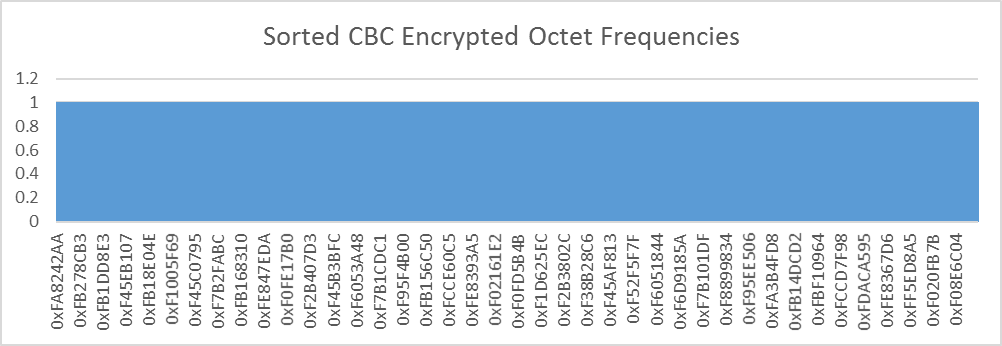 Sorted CBC Encrypted Octet Frequencies
1.2
1
0.8
0.6
0.4
0.2
0
0xFA8242AA
0xFB278CB3
0xFB1DD8E3
0xF45EB107
0xFB18E04E
0xF1005F69
0xF45C0795
0xF7B2FABC
0xFB168310
0xFE847EDA
0xF0FE17B0
0xF2B407D3
0xF45B3BFC
0xF6053A48
0xF7B1CDC1
0xF95F4B00
0xFB156C50
0xFCCE60C5
0xFE8393A5
0xF02161E2
0xF0FD5B4B
0xF1D625EC
0xF2B3802C
0xF38B28C6
0xF45AF813
0xF52F5F7F
0xF6051844
0xF6D9185A
0xF7B101DF
0xF8899834
0xF95EE506
0xFA3B4FD8
0xFB14DCD2
0xFBF10964
0xFCCD7F98
0xFDACA595
0xFE8367D6
0xFF5ED8A5
0xF020FB7B
0xF08E6C04